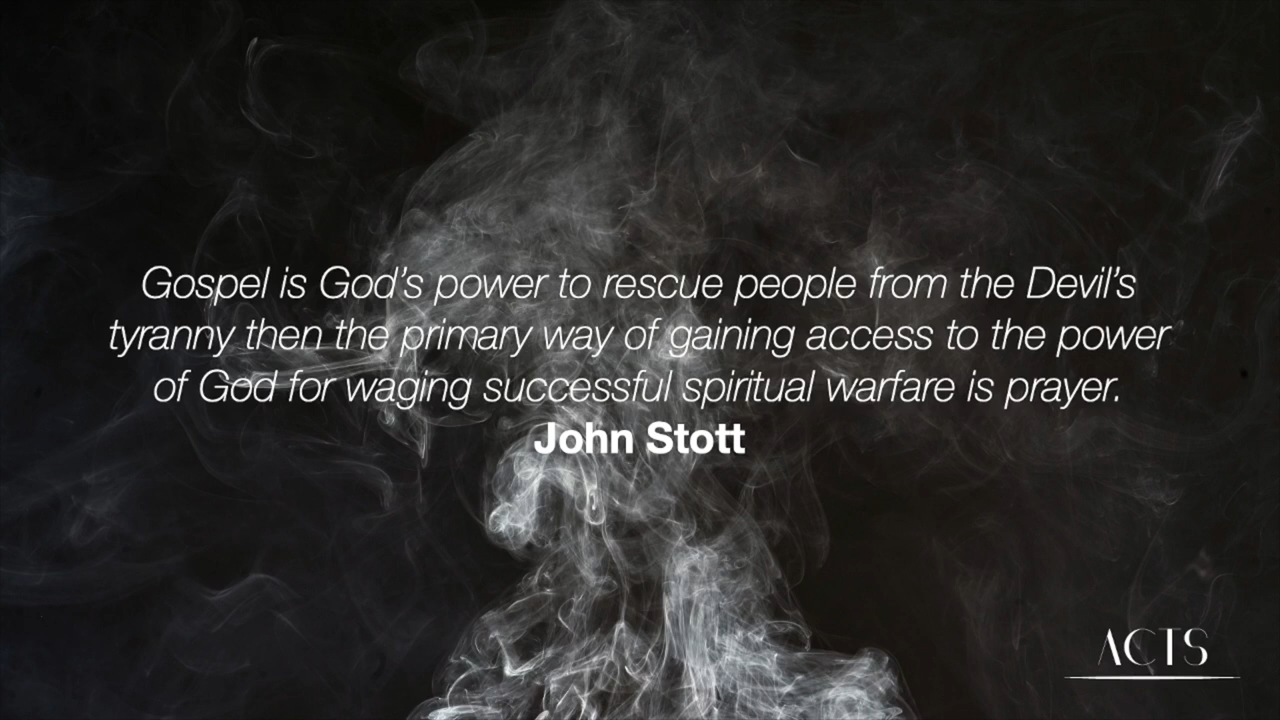 Gospel is God’s power to rescue people from the Devil’s
tyranny then the primary way of gaining access to the power
of God for waging successful spiritual warfare is prayer.
John Stott
ACTS